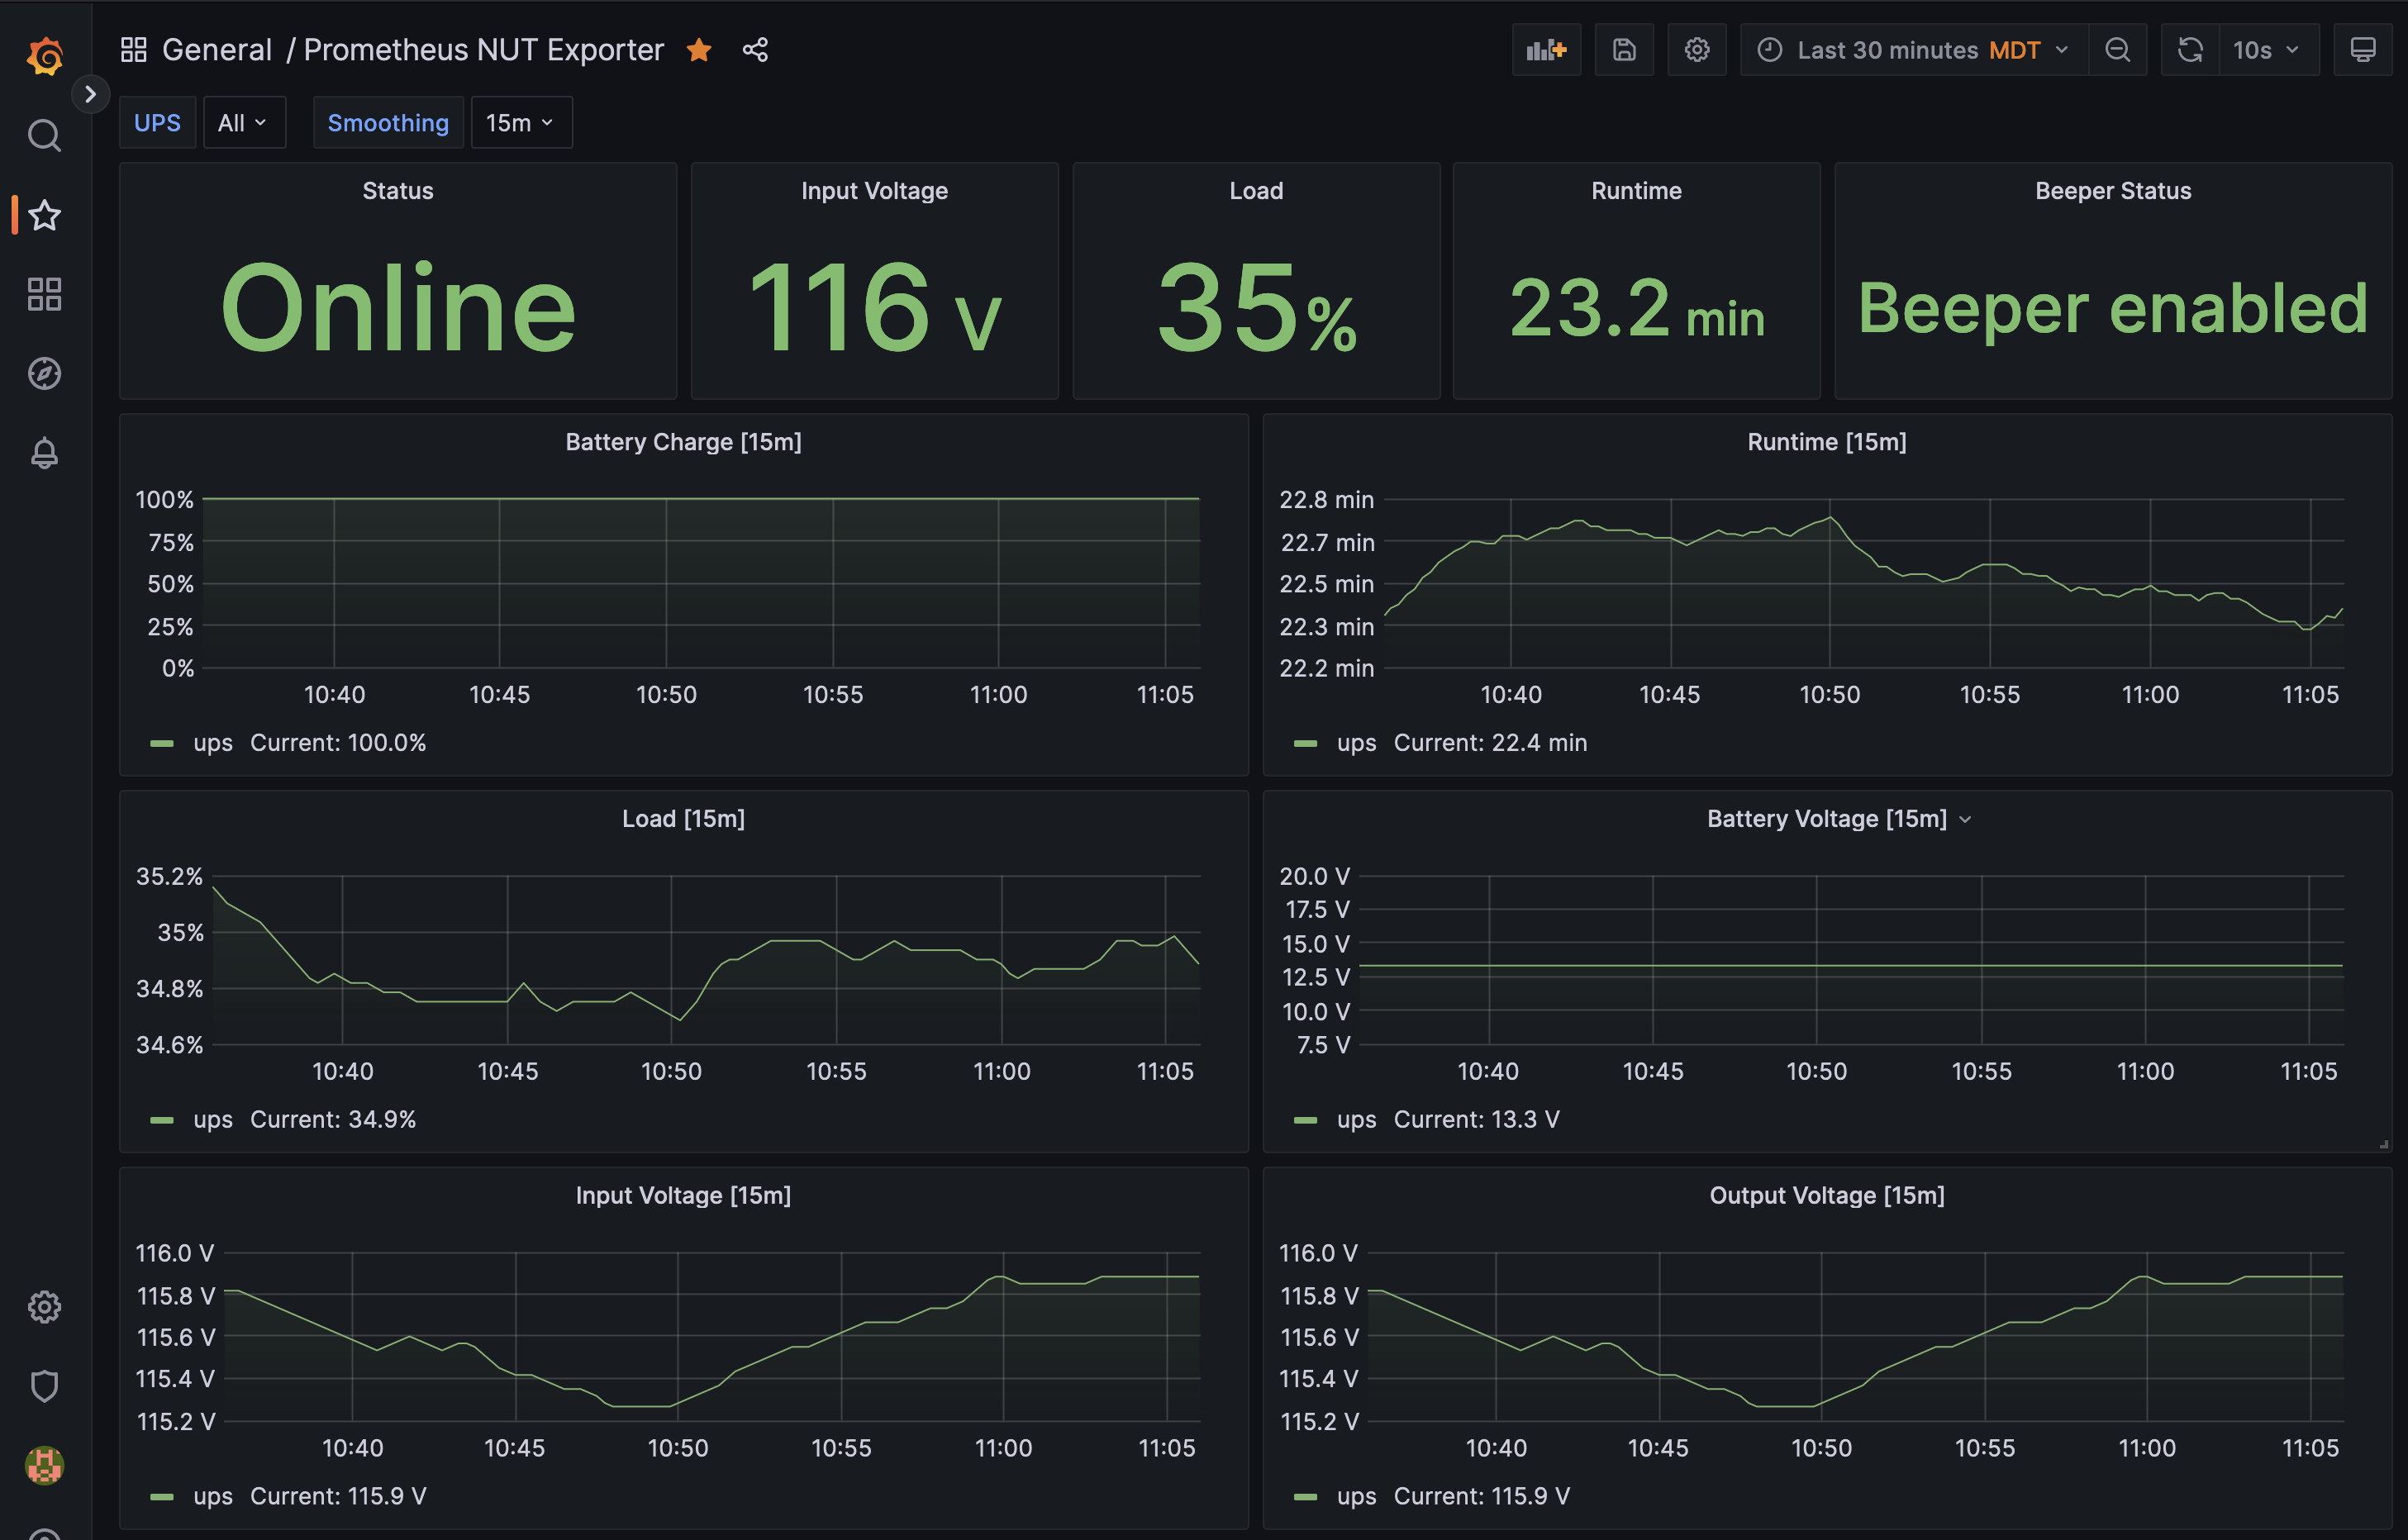 General / Prometheus NUT Exporter
Last 30 minutes MDT
10s
UPS All Smoothing 15m
Status
Online
Input Voltage
116 V
Load
35%
Runtime
23.2 min
Beeper Status
Beeper enabled
Battery Charge [15m]
100%
75%
50%
25%
0%
10:40 10:45 10:50 10:55 11:00 11:05
ups Current: 100.0%
Runtime [15m]
22.8 min
22.7 min
22.5 min
22.3 min
22.2 min
10:40 10:45 10:50 10:55 11:00 11:05
ups Current: 22.4 min
Load [15m]
35.2%
35%
34.8%
34.6%
10:40 10:45 10:50 10:55 11:00 11:05
ups Current: 34.9%
Battery Voltage [15m]
20.0 V
17.5 V
15.0 V
12.5 V
10.0 V
7.5 V
10:40 10:45 10:50 10:55 11:00 11:05
ups Current: 13.3 V
Input Voltage [15m]
116.0 V
115.8 V
115.6 V
115.4 V
115.2 V
10:40 10:45 10:50 10:55 11:00 11:05
ups Current: 115.9 V
Output Voltage [15m]
116.0 V
115.8 V
115.6 V
115.4 V
115.2 V
10:40 10:45 10:50 10:55 11:00 11:05
ups Current: 115.9 V